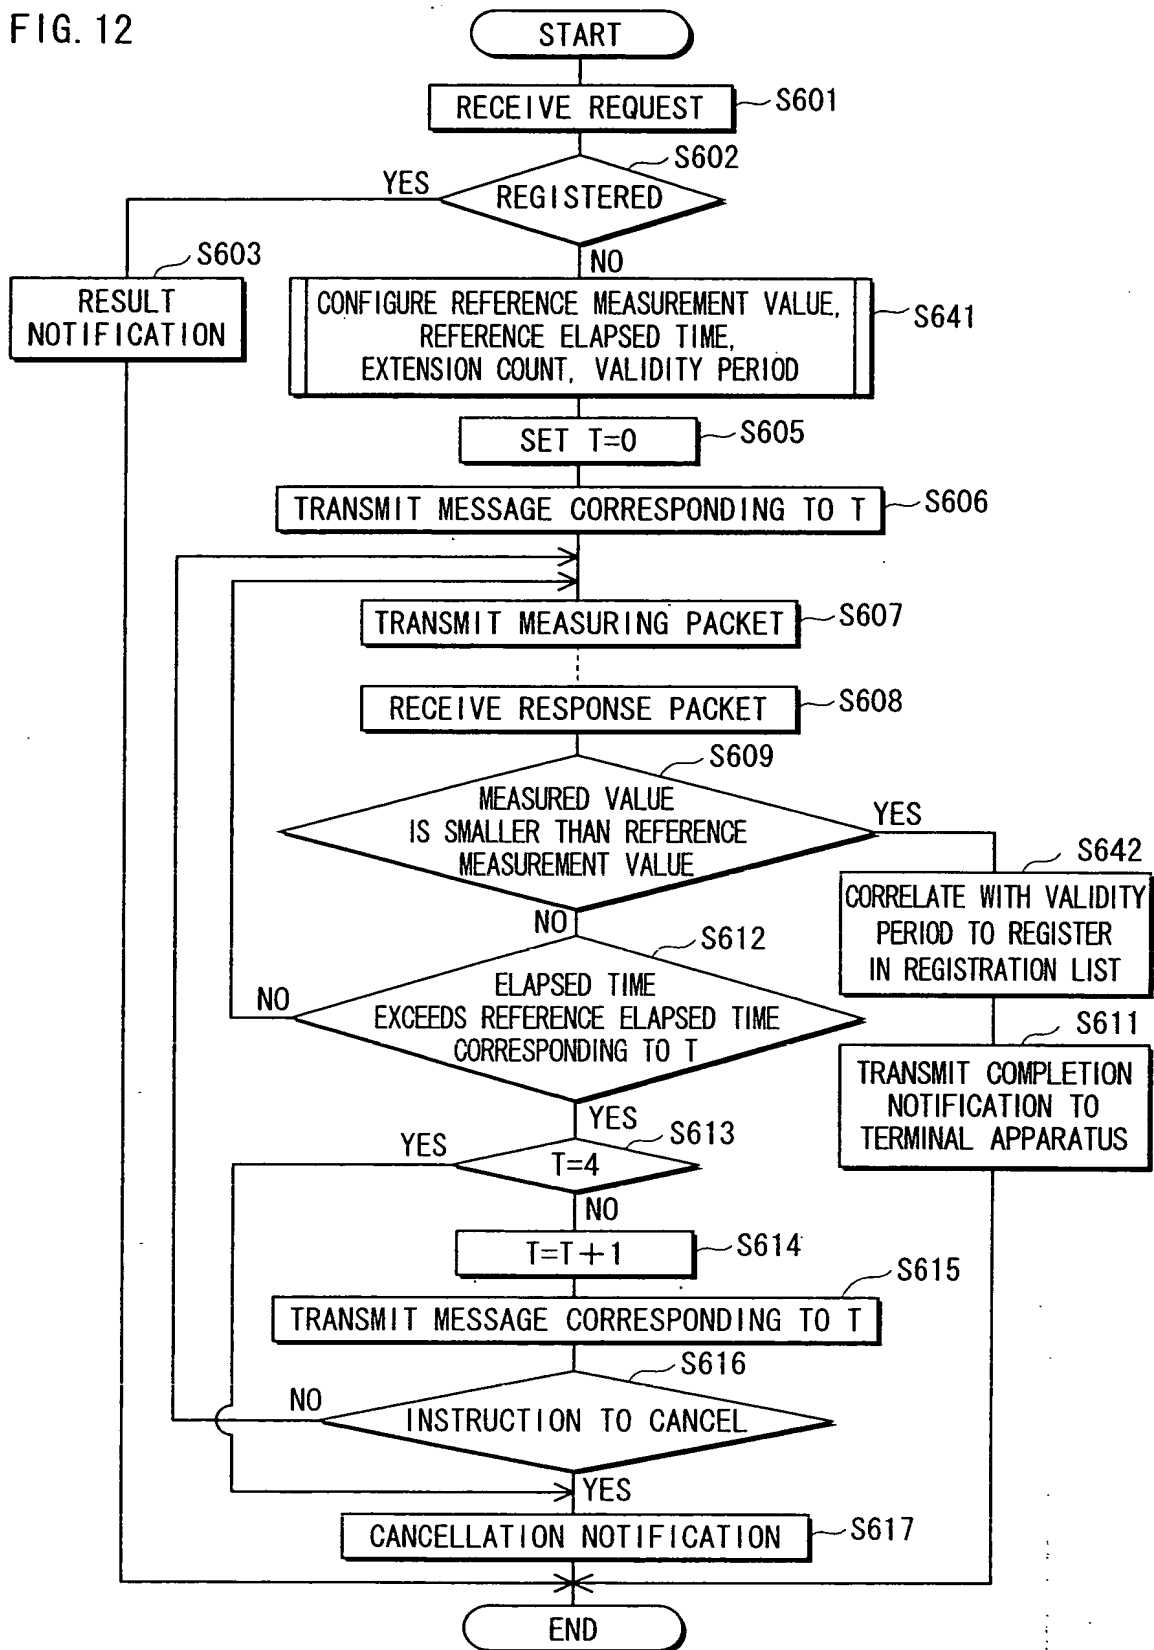 FIG. 12
START
RECEIVE REQUEST
S601
S602
YES
REGISTERED
NO
S603
RESULT
NOTIFICATION
CONFIGURE REFERENCE MEASUREMENT VALUE,
REFERENCE ELAPSED TIME,
EXTENSION COUNT, VALIDITY PERIOD
S641
SET T=0
S605
TRANSMIT MESSAGE CORRESPONDING TO T
S606
TRANSMIT MEASURING PACKET
S607
RECEIVE RESPONSE PACKET
S608
S609
MEASURED VALUE
IS SMALLER THAN REFERENCE
MEASUREMENT VALUE
YES
NO
S642
CORRELATE WITH VALIDITY
PERIOD TO REGISTER
IN REGISTRATION LIST
S612
ELAPSED TIME
EXCEEDS REFERENCE ELAPSED TIME
CORRESPONDING TO T
NO
YES
S611
TRANSMIT COMPLETION
NOTIFICATION TO
TERMINAL APPARATUS
S613
YES
T=4
NO
T=T+1
S614
S615
TRANSMIT MESSAGE CORRESPONDING TO T
S616
NO
INSTRUCTION TO CANCEL
YES
CANCELLATION NOTIFICATION
S617
END